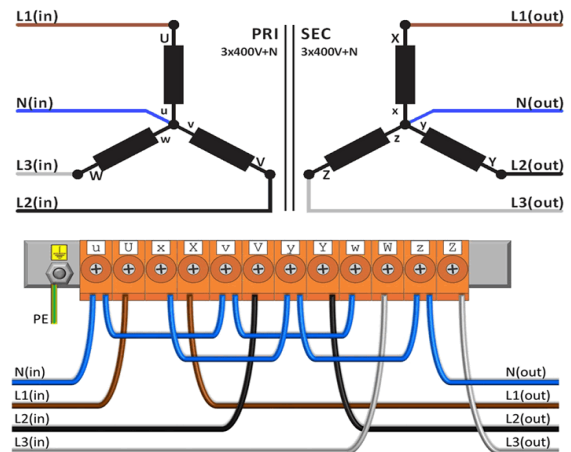 L1(in) PRI SEC L1(out)
U 3x400V+N 3x400V+N X
N(in) N(out)
u v w x y z
L3(in) W V Z Y L2(out)
L2(in) L3(out)
u U x X v V y Y w W z Z
PE
N(in) N(out)
L1(in) L1(out)
L2(in) L2(out)
L3(in) L3(out)